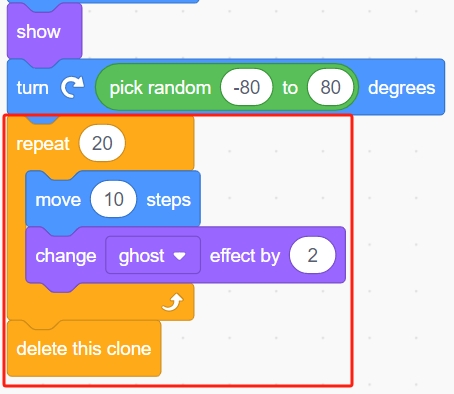 show
turn pick random -80 to 80 degrees
repeat 20
move 10 steps
change ghost effect by 2
delete this clone